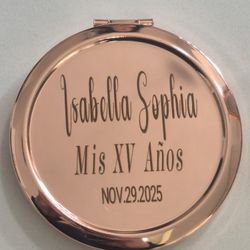 Isabella Sophia
Mis XV Años
NOV.29.2025